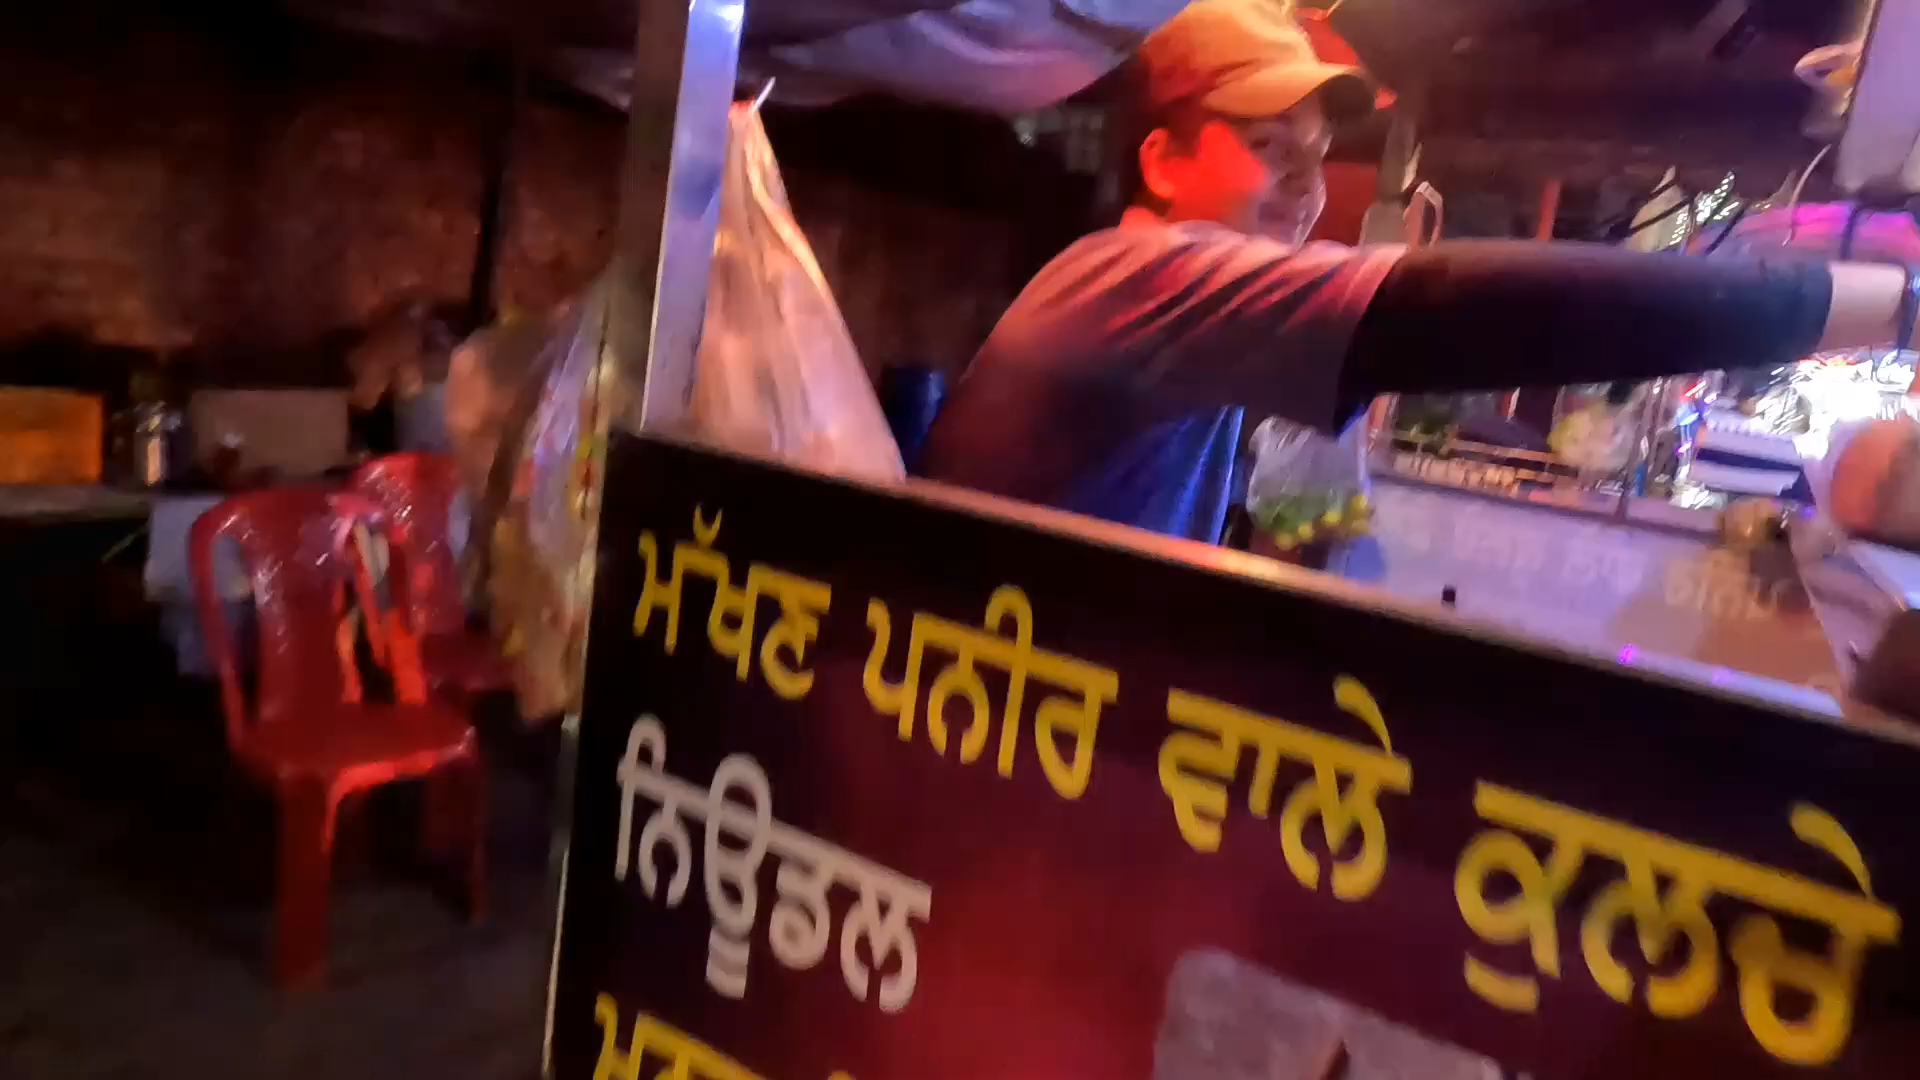 ਮੱਖਣ ਪਨੀਰ ਵਾਲੇ ਕੁਲਚੇ
ਨਿਊਡਲ